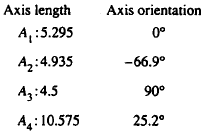 Axis length Axis orientation
A1:5.295 0°
A2:4.935 -66.9°
A3:4.5 90°
A4:10.575 25.2°